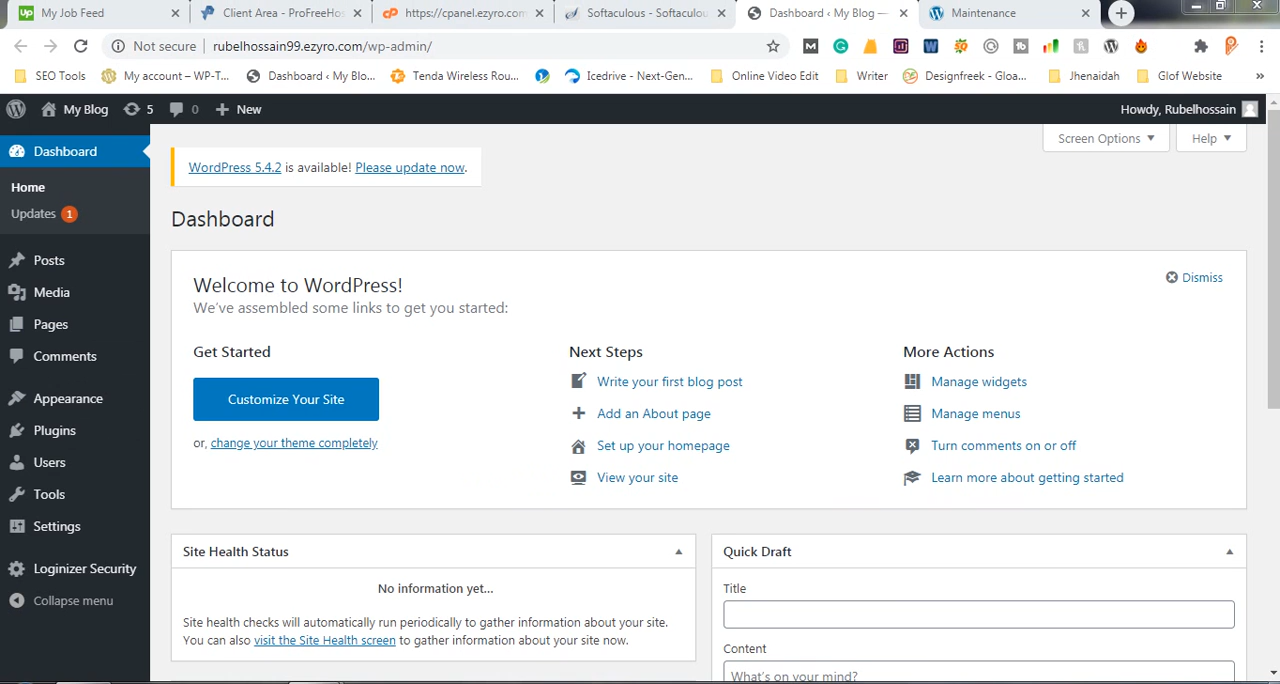 My Job Feed
Client Area - ProFreeHos
https://cpanel.ezyro.com
Softaculous - Softaculou
Dashboard ‹ My Blog —
Maintenance
Not secure
rubelhossain99.ezyro.com/wp-admin/
SEO Tools
My account – WP-T...
Dashboard ‹ My Blo...
Tenda Wireless Rou...
Icedrive - Next-Gen...
Online Video Edit
Writer
Designfreek - Gloa...
Jhenaidah
Glof Website
»
My Blog
5
0
New
Howdy, Rubelhossain
Dashboard
Home
Updates 1
Posts
Media
Pages
Comments
Appearance
Plugins
Users
Tools
Settings
Loginizer Security
Collapse menu
Screen Options
Help
WordPress 5.4.2 is available! Please update now.
Dashboard
Welcome to WordPress!
We've assembled some links to get you started:
Dismiss
Get Started
Customize Your Site
or, change your theme completely
Next Steps
Write your first blog post
Add an About page
Set up your homepage
View your site
More Actions
Manage widgets
Manage menus
Turn comments on or off
Learn more about getting started
Site Health Status
No information yet...
Site health checks will automatically run periodically to gather information about your site.
You can also visit the Site Health screen to gather information about your site now.
Quick Draft
Title
Content
What's on your mind?